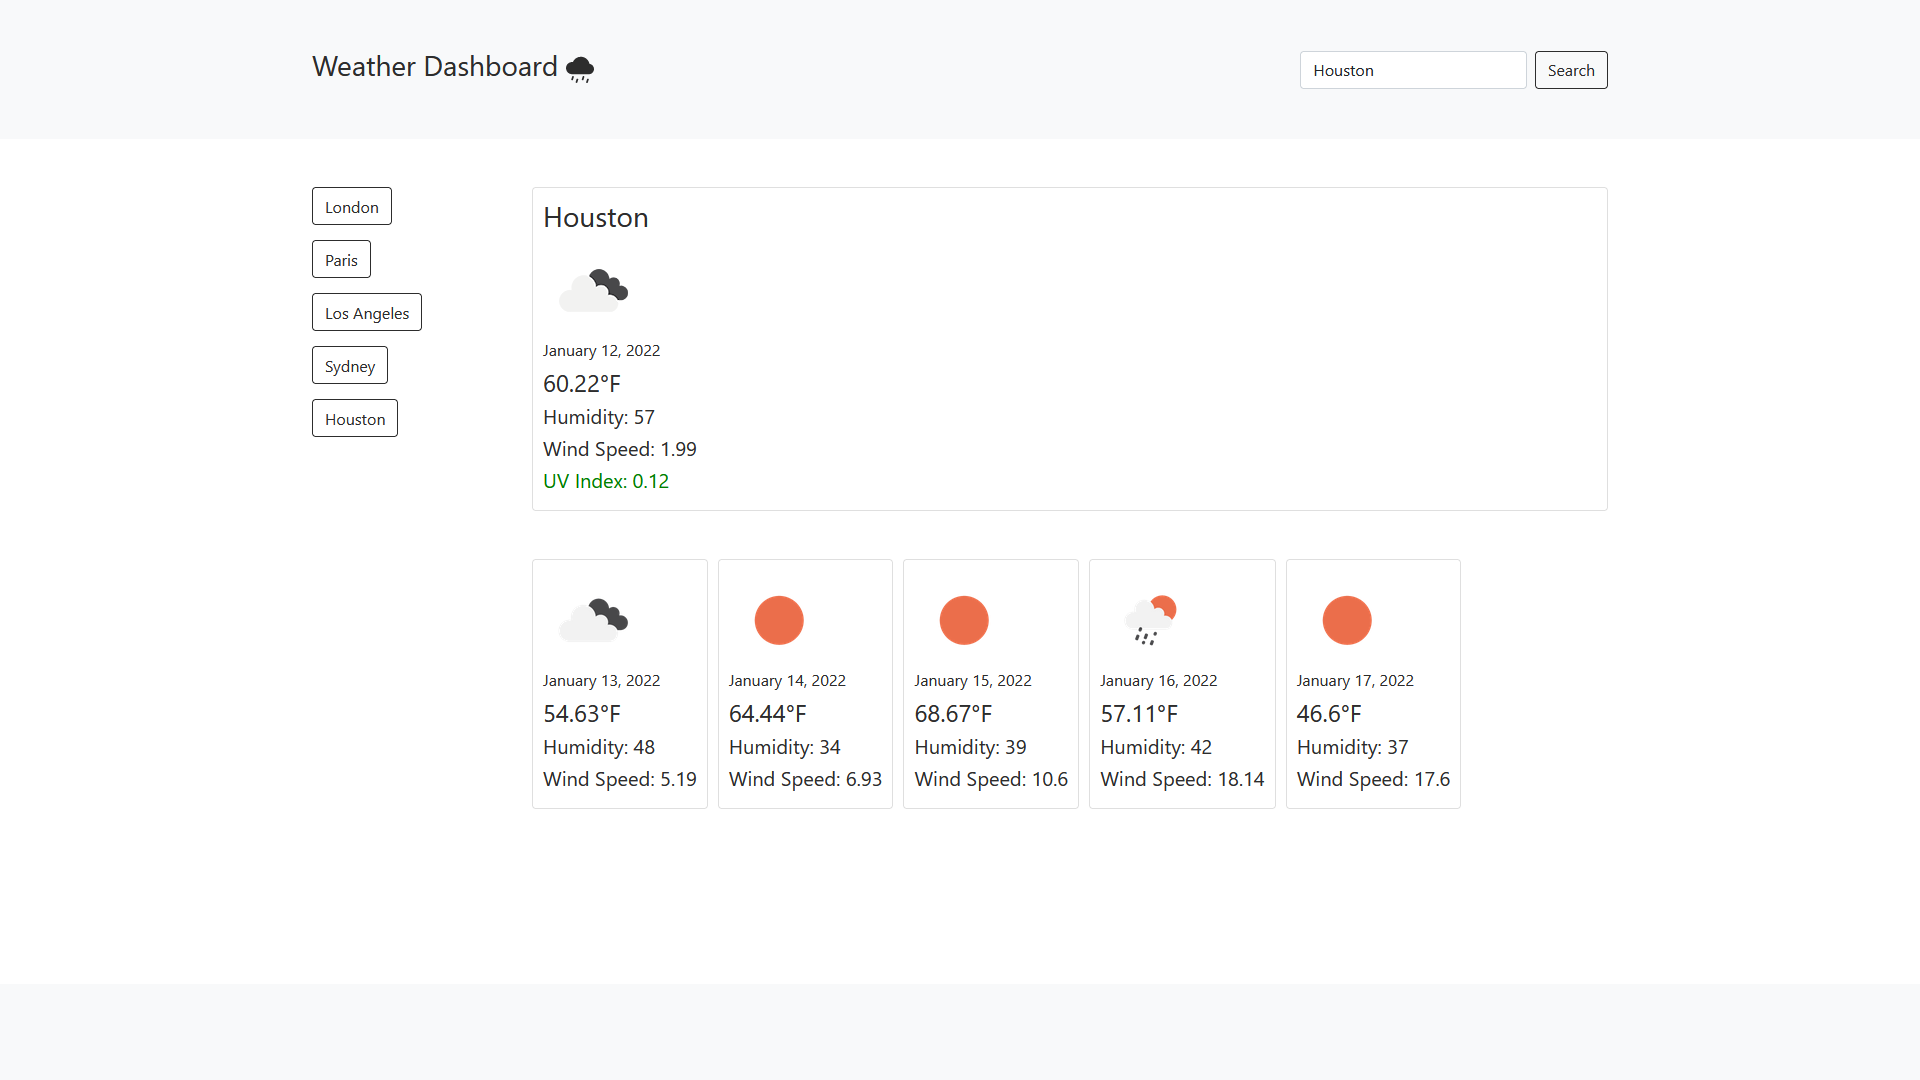 Weather Dashboard
Houston
Search
London
Paris
Los Angeles
Sydney
Houston
Houston
January 12, 2022
60.22°F
Humidity: 57
Wind Speed: 1.99
UV Index: 0.12
January 13, 2022
54.63°F
Humidity: 48
Wind Speed: 5.19
January 14, 2022
64.44°F
Humidity: 34
Wind Speed: 6.93
January 15, 2022
68.67°F
Humidity: 39
Wind Speed: 10.6
January 16, 2022
57.11°F
Humidity: 42
Wind Speed: 18.14
January 17, 2022
46.6°F
Humidity: 37
Wind Speed: 17.6